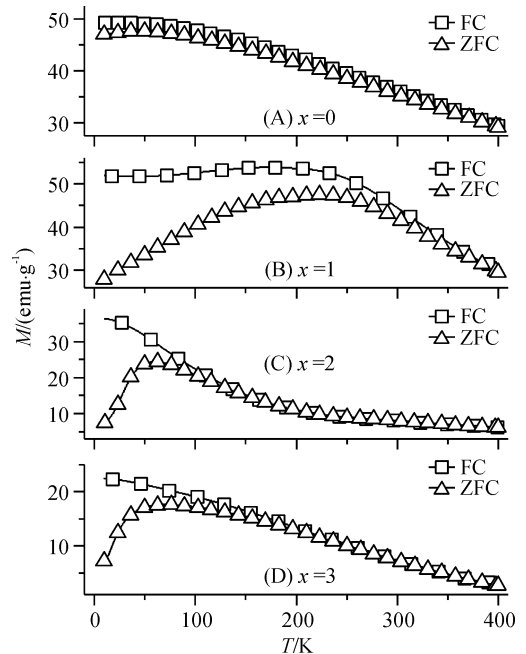 50
40
30
FC
ZFC
(A) x=0
50
40
30
FC
ZFC
(B) x=1
M/(emu·g⁻¹)
30
20
10
FC
ZFC
(C) x=2
20
10
FC
ZFC
(D) x=3
0 100 200 300 400
T/K